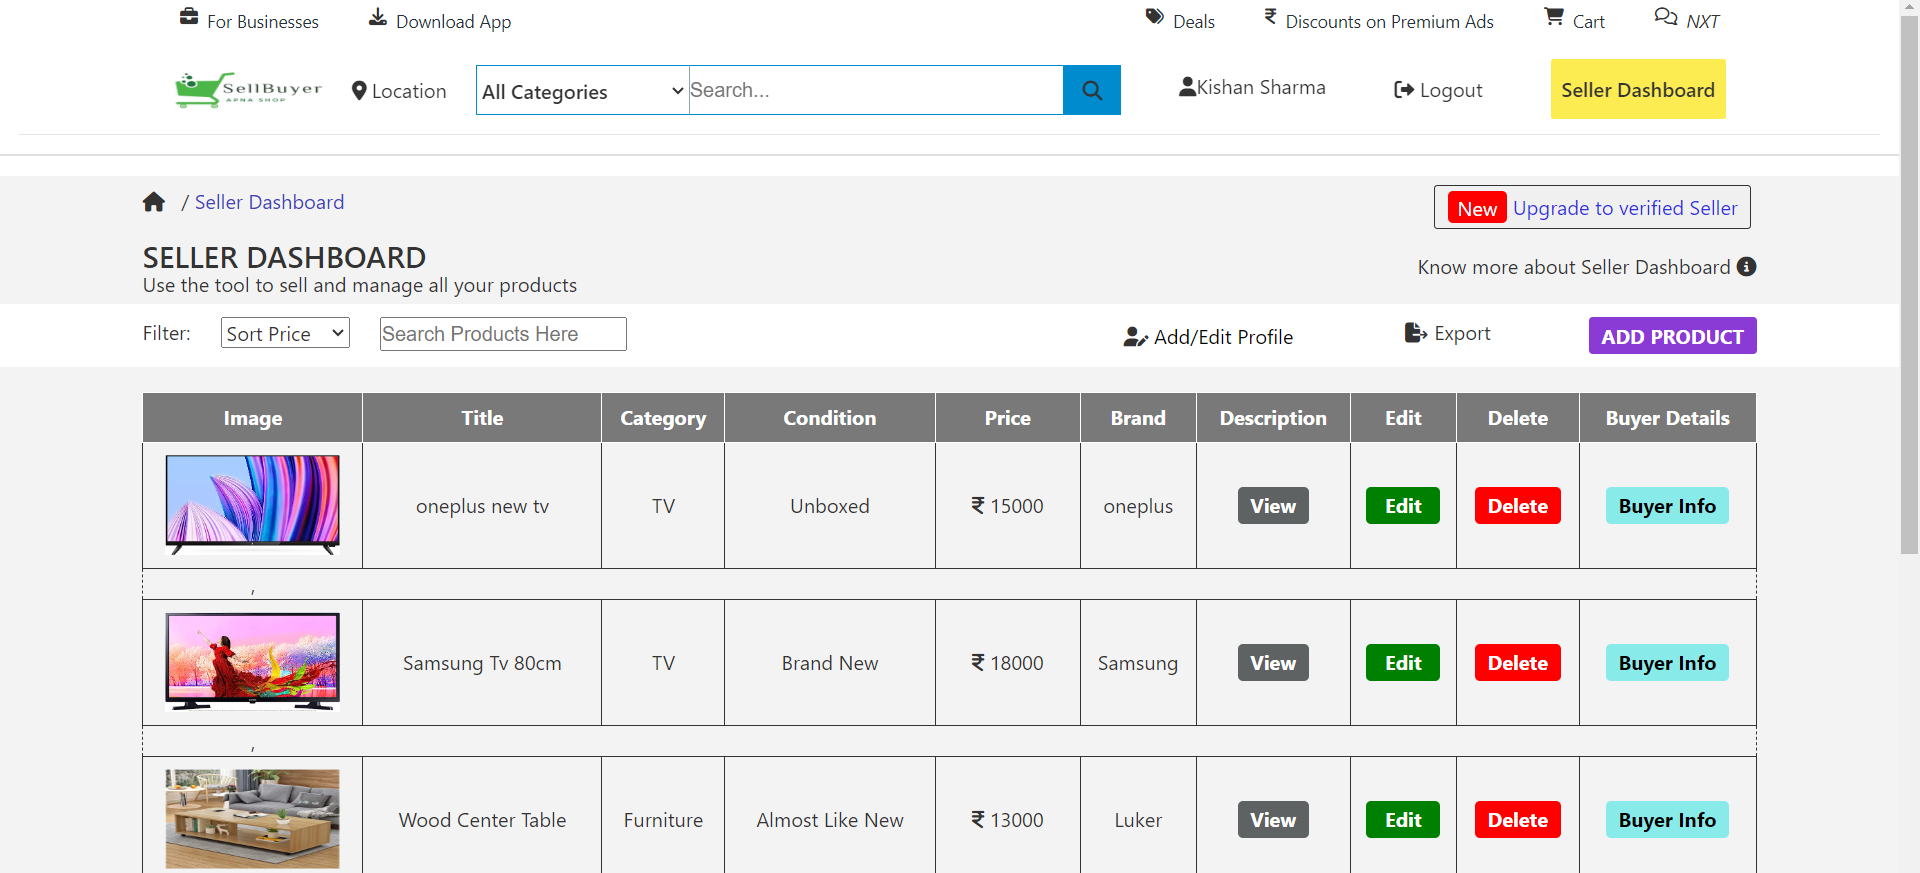 For Businesses Download App Deals ₹ Discounts on Premium Ads Cart NXT
SellBuyer
APNA SHOP
Location All Categories Search... Kishan Sharma Logout Seller Dashboard
/ Seller Dashboard New Upgrade to verified Seller
SELLER DASHBOARD
Know more about Seller Dashboard
Use the tool to sell and manage all your products
Filter: Sort Price Search Products Here Add/Edit Profile Export ADD PRODUCT
Image Title Category Condition Price Brand Description Edit Delete Buyer Details
oneplus new tv TV Unboxed ₹ 15000 oneplus View Edit Delete Buyer Info
,
Samsung Tv 80cm TV Brand New ₹ 18000 Samsung View Edit Delete Buyer Info
,
Wood Center Table Furniture Almost Like New ₹ 13000 Luker View Edit Delete Buyer Info